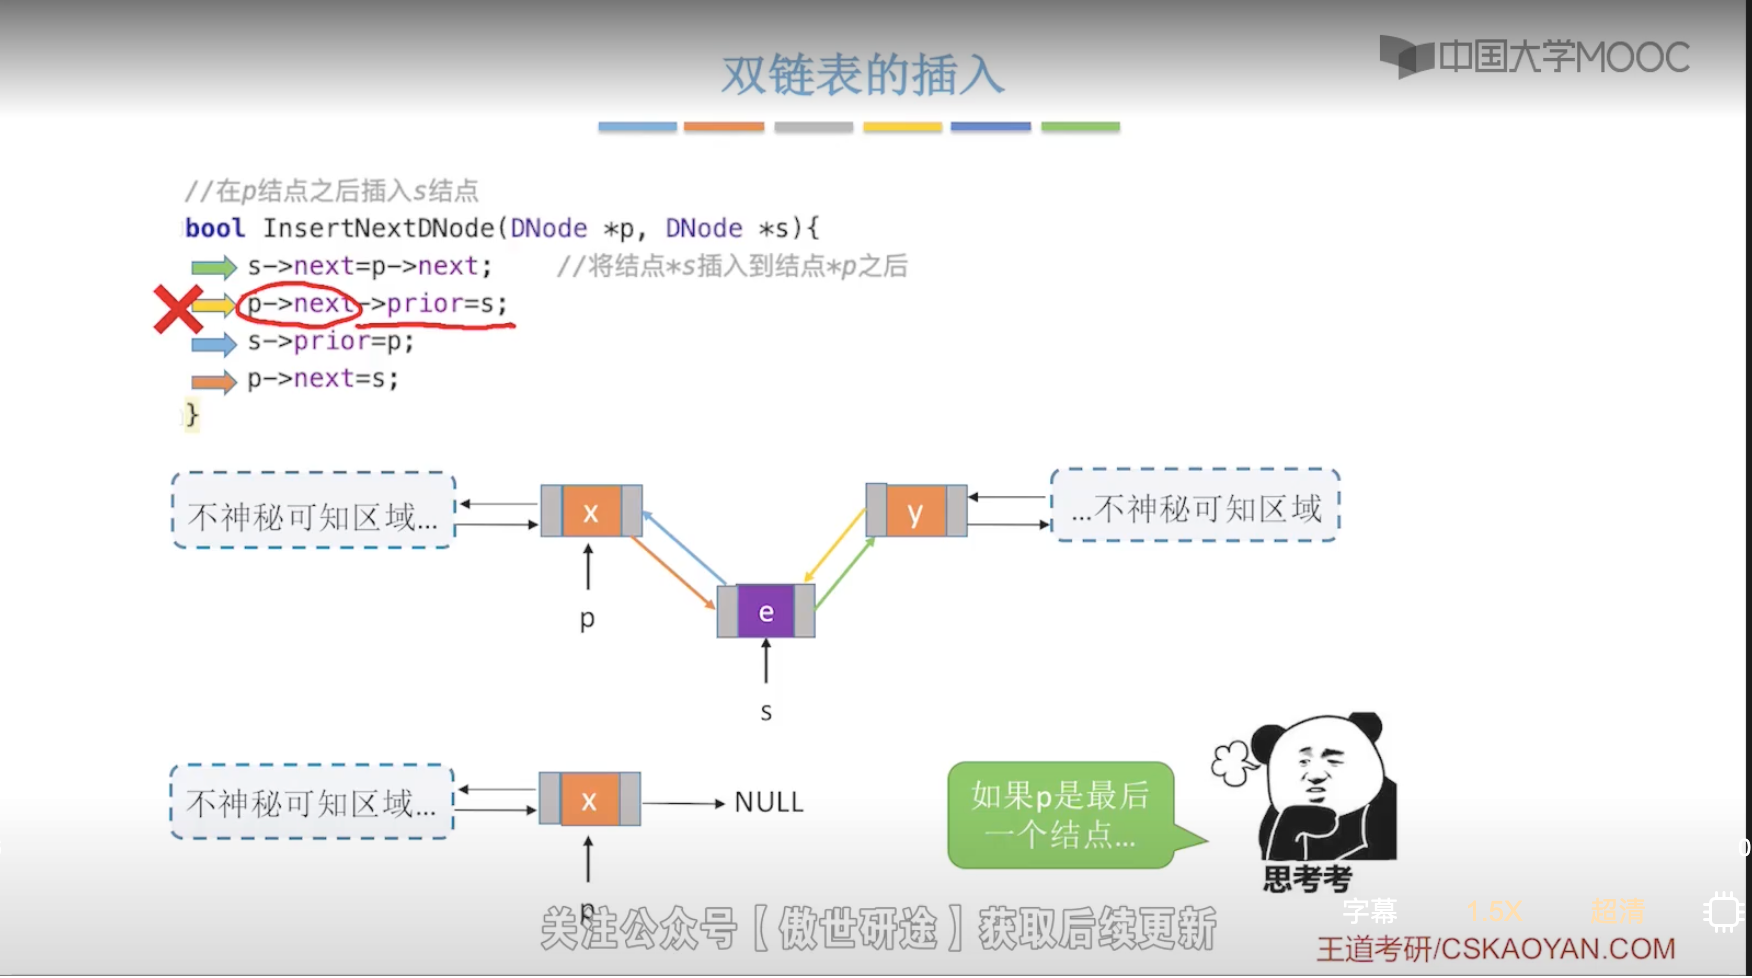 中国大学MOOC
双链表的插入
//在p结点之后插入s结点
bool InsertNextDNode(DNode *p, DNode *s){
s->next=p->next;    //将结点*s插入到结点*p之后
p->next->prior=s;
s->prior=p;
p->next=s;
}
不神秘可知区域...
x
y
...不神秘可知区域
p
e
s
不神秘可知区域...
x
NULL
如果p是最后
一个结点...
思考考
p
字幕
1.5X
超清
关注公众号【傲世研途】获取后续更新
王道考研/CSKAOYAN.COM